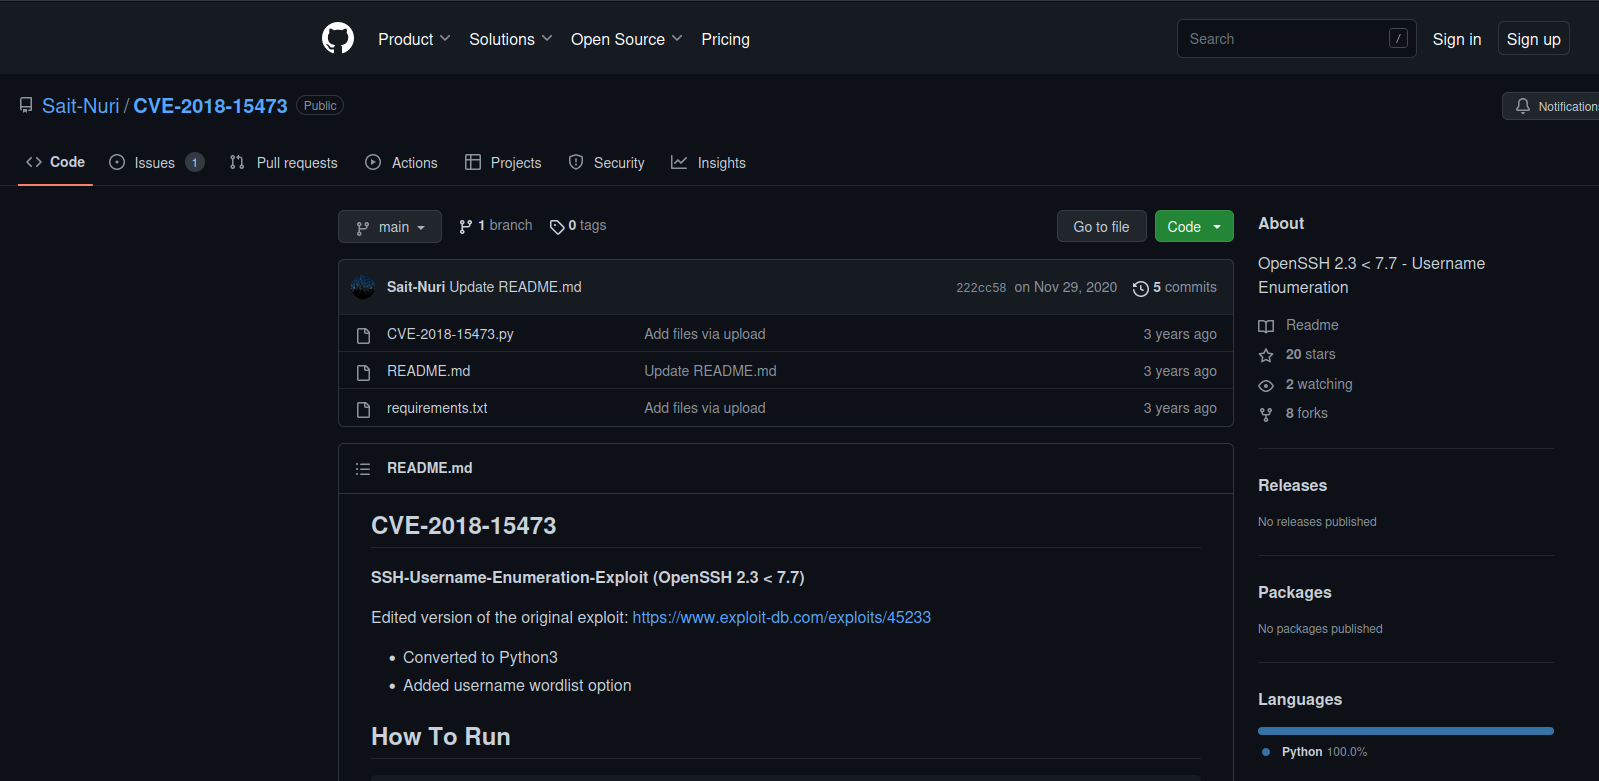 Product Solutions Open Source Pricing Search / Sign in Sign up
Sait-Nuri / CVE-2018-15473 Public Notification
Code Issues 1 Pull requests Actions Projects Security Insights
main 1 branch 0 tags Go to file Code
Sait-Nuri Update README.md 222cc58 on Nov 29, 2020 5 commits
CVE-2018-15473.py Add files via upload 3 years ago
README.md Update README.md 3 years ago
requirements.txt Add files via upload 3 years ago
README.md
CVE-2018-15473
SSH-Username-Enumeration-Exploit (OpenSSH 2.3 < 7.7)
Edited version of the original exploit: https://www.exploit-db.com/exploits/45233
• Converted to Python3
• Added username wordlist option
How To Run
About
OpenSSH 2.3 < 7.7 - Username
Enumeration
Readme
20 stars
2 watching
8 forks
Releases
No releases published
Packages
No packages published
Languages
Python 100.0%